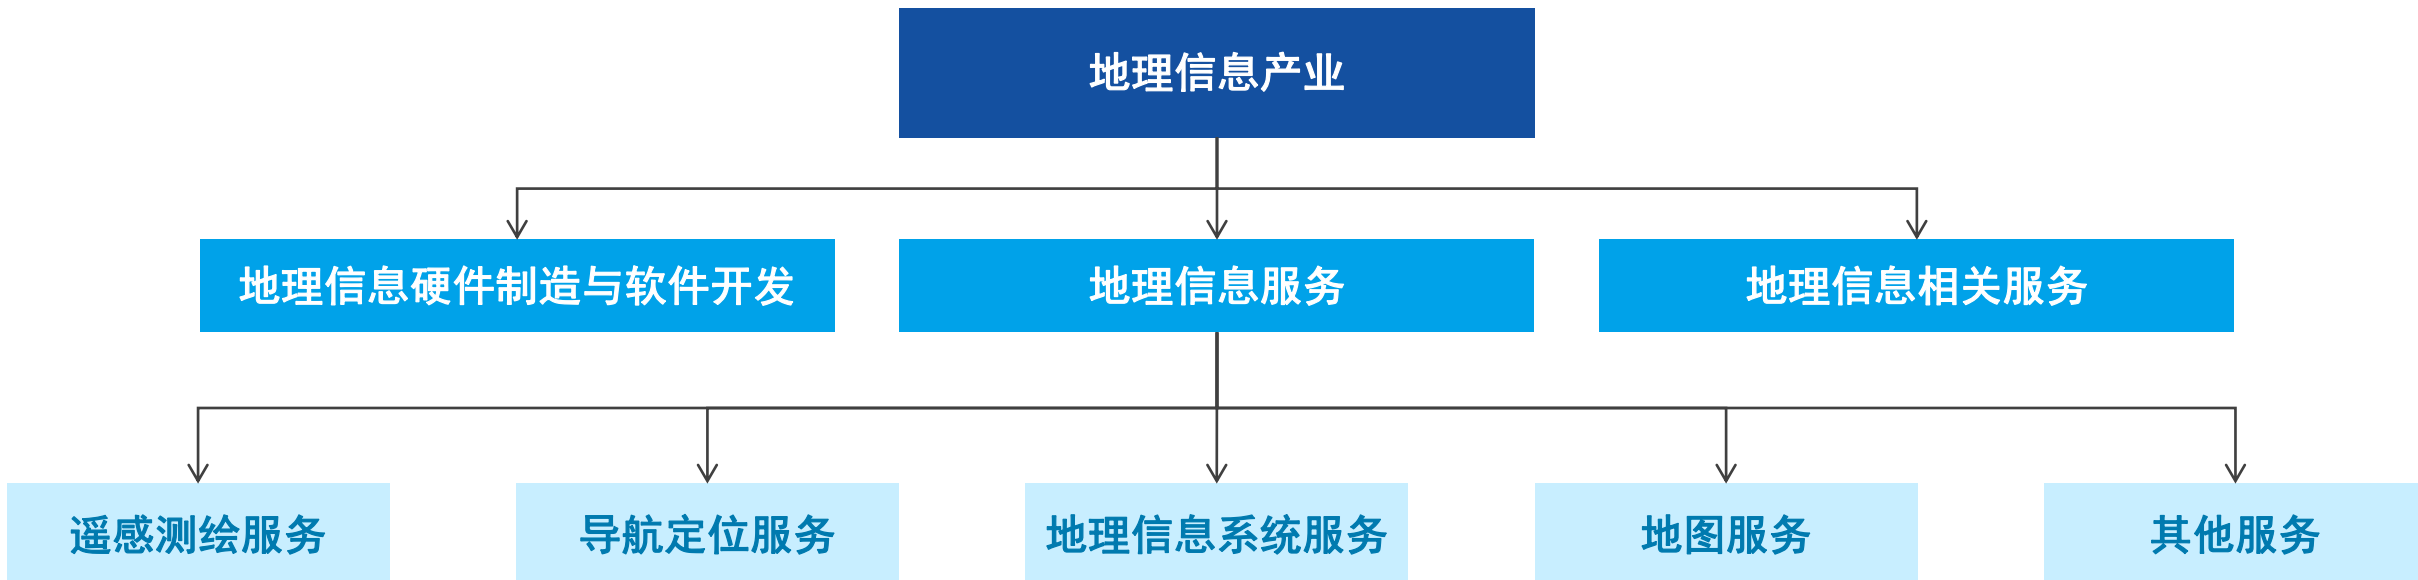 地理信息产业
地理信息硬件制造与软件开发
地理信息服务
地理信息相关服务
遥感测绘服务
导航定位服务
地理信息系统服务
地图服务
其他服务